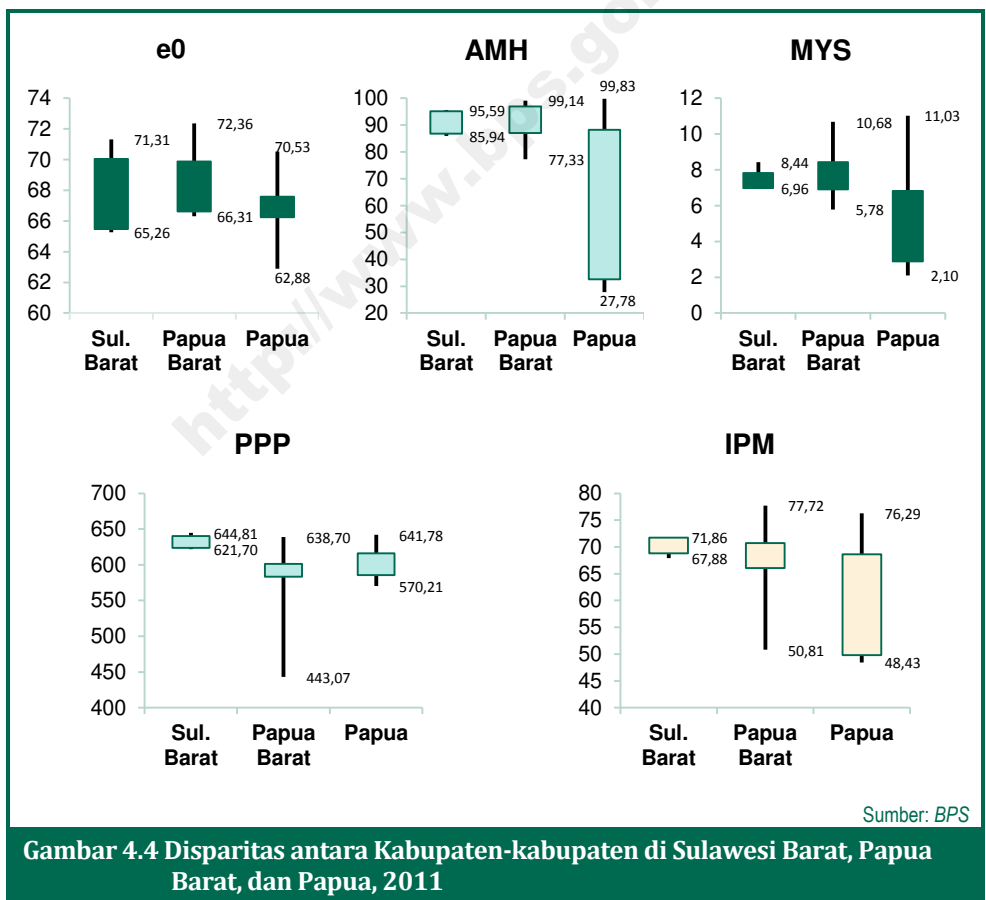 e0
74
72
70
68
66
64
62
60
71,31
65,26
72,36
66,31
70,53
62,88
Sul. Barat
Papua Barat
Papua
AMH
100
90
80
70
60
50
40
30
20
95,59
85,94
99,14
77,33
99,83
27,78
Sul. Barat
Papua Barat
Papua
MYS
12
10
8
6
4
2
0
8,44
6,96
10,68
5,78
11,03
2,10
Sul. Barat
Papua Barat
Papua
PPP
700
650
600
550
500
450
400
644,81
621,70
638,70
443,07
641,78
570,21
Sul. Barat
Papua Barat
Papua
IPM
80
75
70
65
60
55
50
45
40
71,86
67,88
77,72
50,81
76,29
48,43
Sul. Barat
Papua Barat
Papua
http://www.bps.go
Sumber: BPS
Gambar 4.4 Disparitas antara Kabupaten-kabupaten di Sulawesi Barat, Papua
Barat, dan Papua, 2011